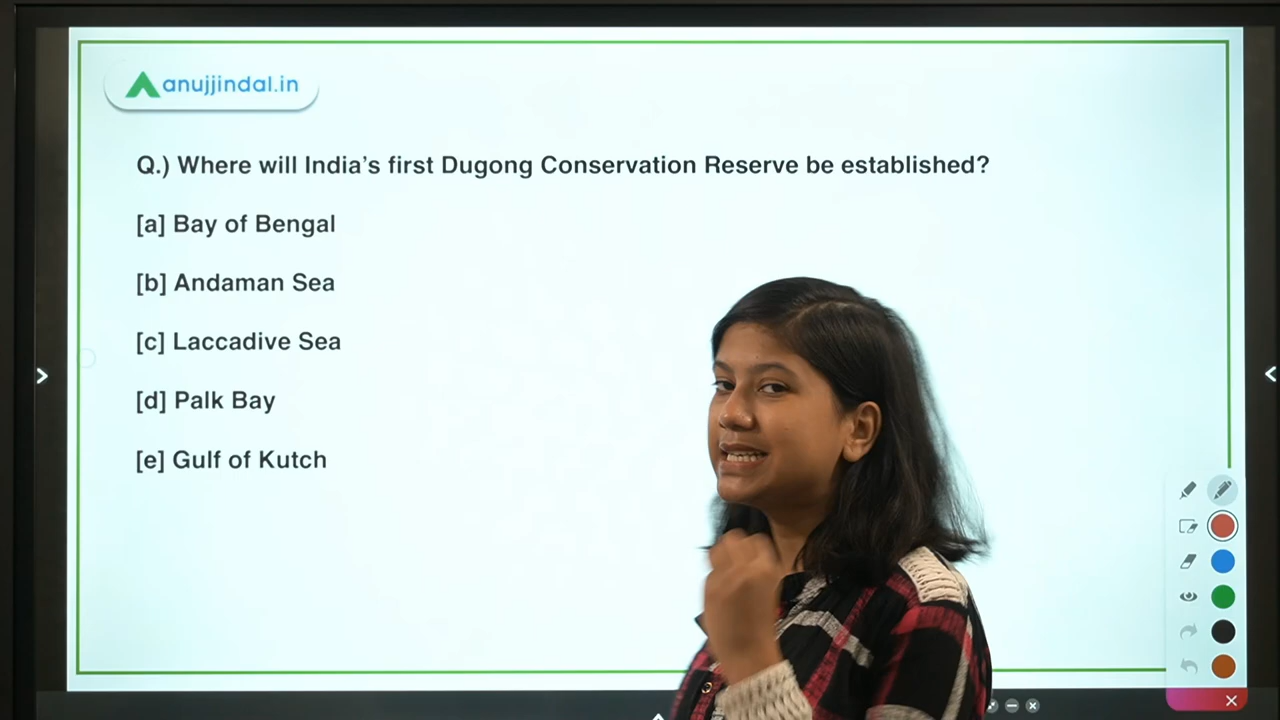 anujjindal.in
Q.) Where will India's first Dugong Conservation Reserve be established?
[a] Bay of Bengal
[b] Andaman Sea
[c] Laccadive Sea
[d] Palk Bay
[e] Gulf of Kutch